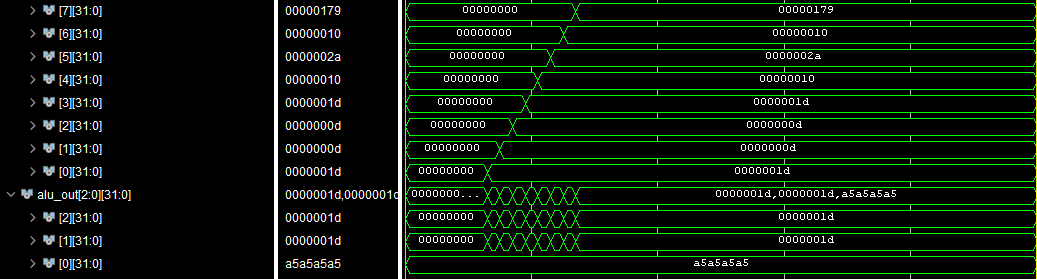 [7][31:0] 00000179 00000000 00000179
[6][31:0] 00000010 00000000 00000010
[5][31:0] 0000002a 00000000 0000002a
[4][31:0] 00000010 00000000 00000010
[3][31:0] 0000001d 00000000 0000001d
[2][31:0] 0000000d 00000000 0000000d
[1][31:0] 0000000d 00000000 0000000d
[0][31:0] 0000001d 00000000 0000001d
alu_out[2:0][31:0] 0000001d,0000001d 0000000... 0000001d,0000001d,a5a5a5a5
[2][31:0] 0000001d 00000000 0000001d
[1][31:0] 0000001d 00000000 0000001d
[0][31:0] a5a5a5a5 a5a5a5a5